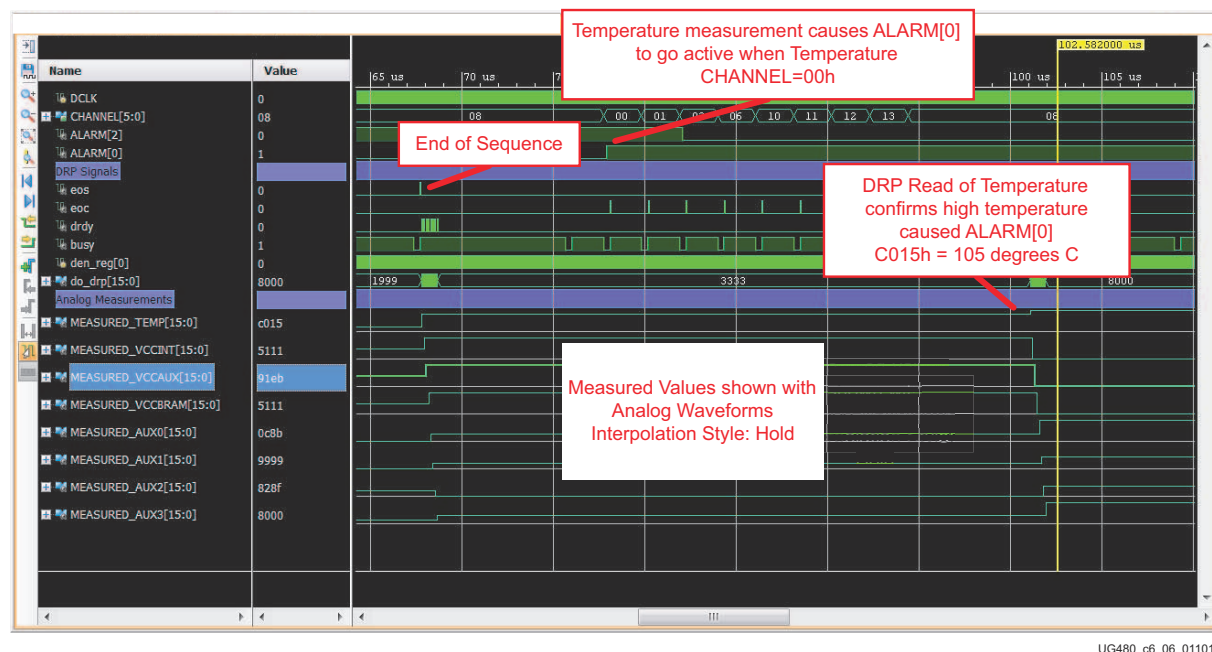 Temperature measurement causes ALARM[0]
to go active when Temperature
CHANNEL=00h
102.582000 us
Name Value
65 us 70 us 7 100 us 105 us
DCLK 0
CHANNEL[5:0] 08 08 00 01 02 06 10 11 12 13 08
ALARM[2] 0
ALARM[0] 1
End of Sequence
DRP Signals
eos 0
eoc 0
drdy 0
busy 1
den_reg[0] 0
do_drp[15:0] 8000 1999 3333 8000
DRP Read of Temperature
confirms high temperature
caused ALARM[0]
C015h = 105 degrees C
Analog Measurements
MEASURED_TEMP[15:0] c015
MEASURED_VCCINT[15:0] 5111
MEASURED_VCCAUX[15:0] 91eb
MEASURED_VCCBRAM[15:0] 5111
MEASURED_AUX0[15:0] 0c8b
MEASURED_AUX1[15:0] 9999
MEASURED_AUX2[15:0] 828f
MEASURED_AUX3[15:0] 8000
Measured Values shown with
Analog Waveforms
Interpolation Style: Hold
UG480_c6_06_01101